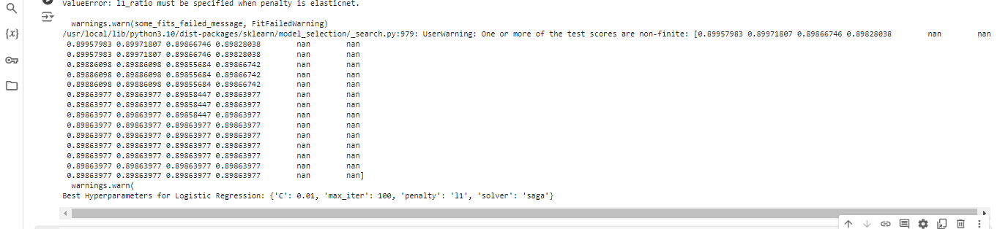 ValueError: l1_ratio must be specified when penalty is elasticnet.
warnings.warn(some_fits_failed_message, FitFailedWarning)
/usr/local/lib/python3.10/dist-packages/sklearn/model_selection/_search.py:979: UserWarning: One or more of the test scores are non-finite: [0.89957983 0.89971807 0.89866746 0.89828038 nan nan
{x} 0.89957983 0.89971807 0.89866746 0.89828038 nan nan
0.89957983 0.89971807 0.89866746 0.89828038 nan nan
0.89886098 0.89886098 0.89855684 0.89866742 nan nan
0.89886098 0.89886098 0.89855684 0.89866742 nan nan
0.89886098 0.89886098 0.89855684 0.89866742 nan nan
0.89863977 0.89863977 0.89858447 0.89863977 nan nan
0.89863977 0.89863977 0.89858447 0.89863977 nan nan
0.89863977 0.89863977 0.89858447 0.89863977 nan nan
0.89863977 0.89863977 0.89863977 0.89863977 nan nan
0.89863977 0.89863977 0.89863977 0.89863977 nan nan
0.89863977 0.89863977 0.89863977 0.89863977 nan nan
0.89863977 0.89863977 0.89863977 0.89863977 nan nan
0.89863977 0.89863977 0.89863977 0.89863977 nan nan
0.89863977 0.89863977 0.89863977 0.89863977 nan nan]
warnings.warn(
Best Hyperparameters for Logistic Regression: {'C': 0.01, 'max_iter': 100, 'penalty': 'l1', 'solver': 'saga'}